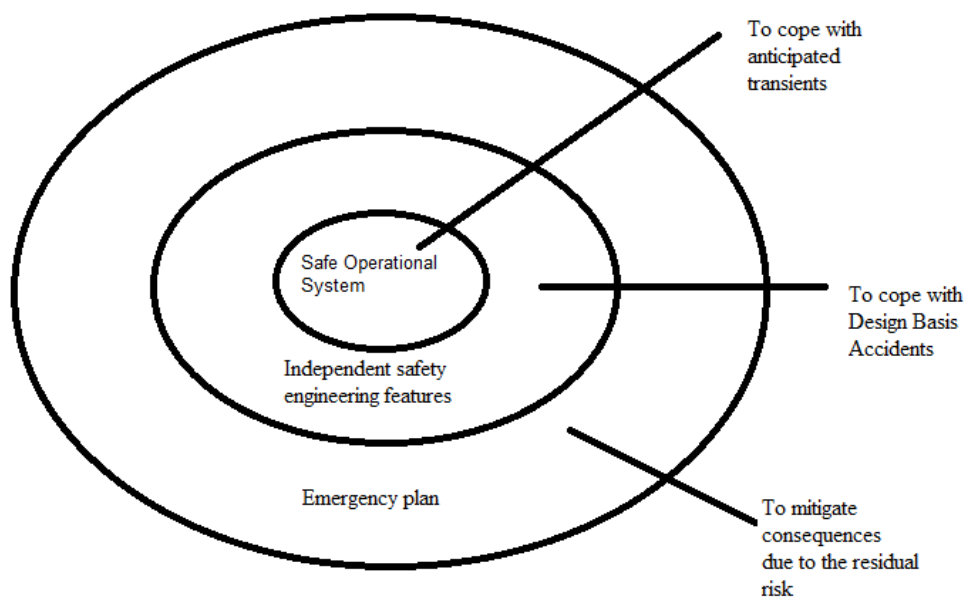 To cope with
anticipated
transients
Safe Operational
System
To cope with
Design Basis
Accidents
Independent safety
engineering features
Emergency plan
To mitigate
consequences
due to the residual
risk